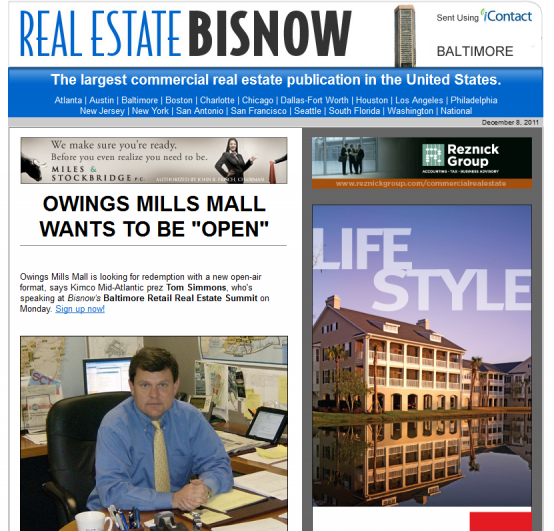 REAL ESTATE BISNOW
Sent Using iContact
BALTIMORE
The largest commercial real estate publication in the United States.
Atlanta | Austin | Baltimore | Boston | Charlotte | Chicago | Dallas-Fort Worth | Houston | Los Angeles | Philadelphia
New Jersey | New York | San Antonio | San Francisco | Seattle | South Florida | Washington | National
December 8, 2011
We make sure you're ready.
Before you even realize you need to be.
MILES &
STOCKBRIDGE P.C.
OWINGS MILLS MALL
WANTS TO BE "OPEN"
Owings Mills Mall is looking for redemption with a new open-air
format, says Kimco Mid-Atlantic prez Tom Simmons, who's
speaking at Bisnow's Baltimore Retail Real Estate Summit on
Monday. Sign up now!
Reznick
Group
ACCOUNTING • TAX • BUSINESS ADVISORY
www.reznickgroup.com/commercialrealestate
LIFE
STYLE